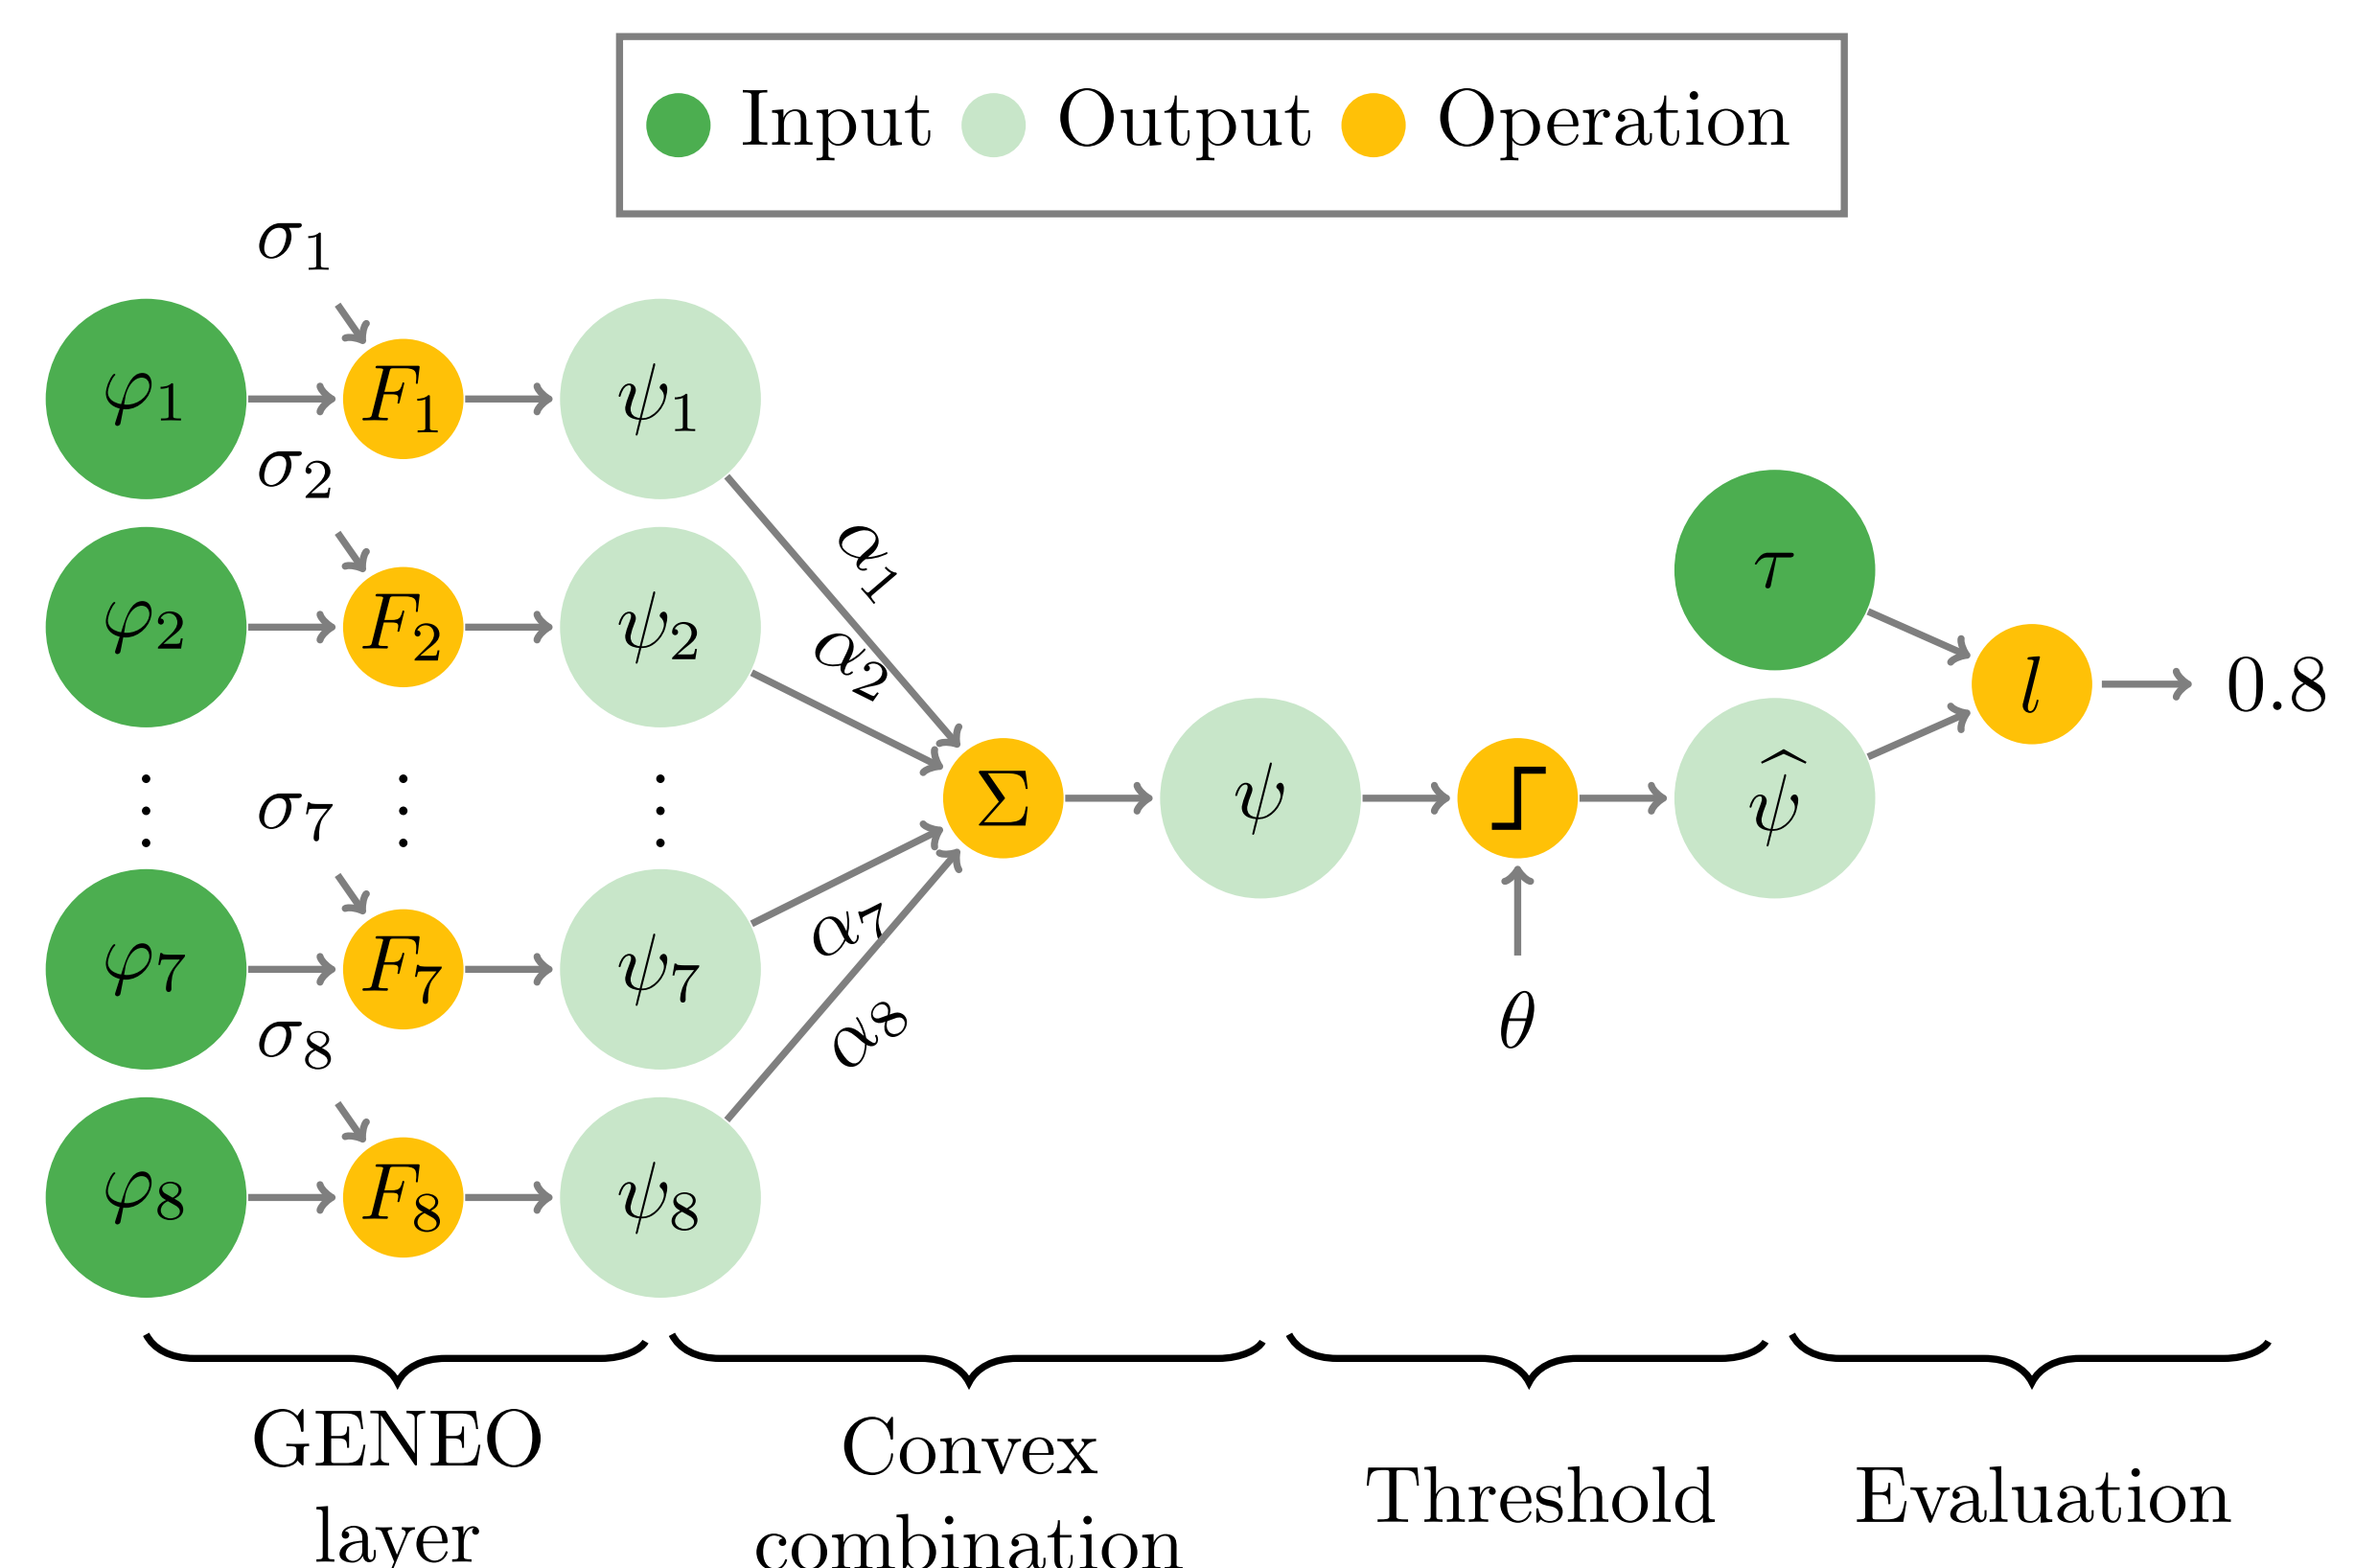 Input Output Operation
σ1
φ1 F1 ψ1
σ2
α1
φ2 F2 ψ2
α2
τ
l 0.8
⋮ σ7 ⋮ ⋮
Σ ψ ψ̂
α7
φ7 F7 ψ7
σ8
α8
θ
φ8 F8 ψ8
GENEO
layer
Convex
combination
Threshold
Evaluation